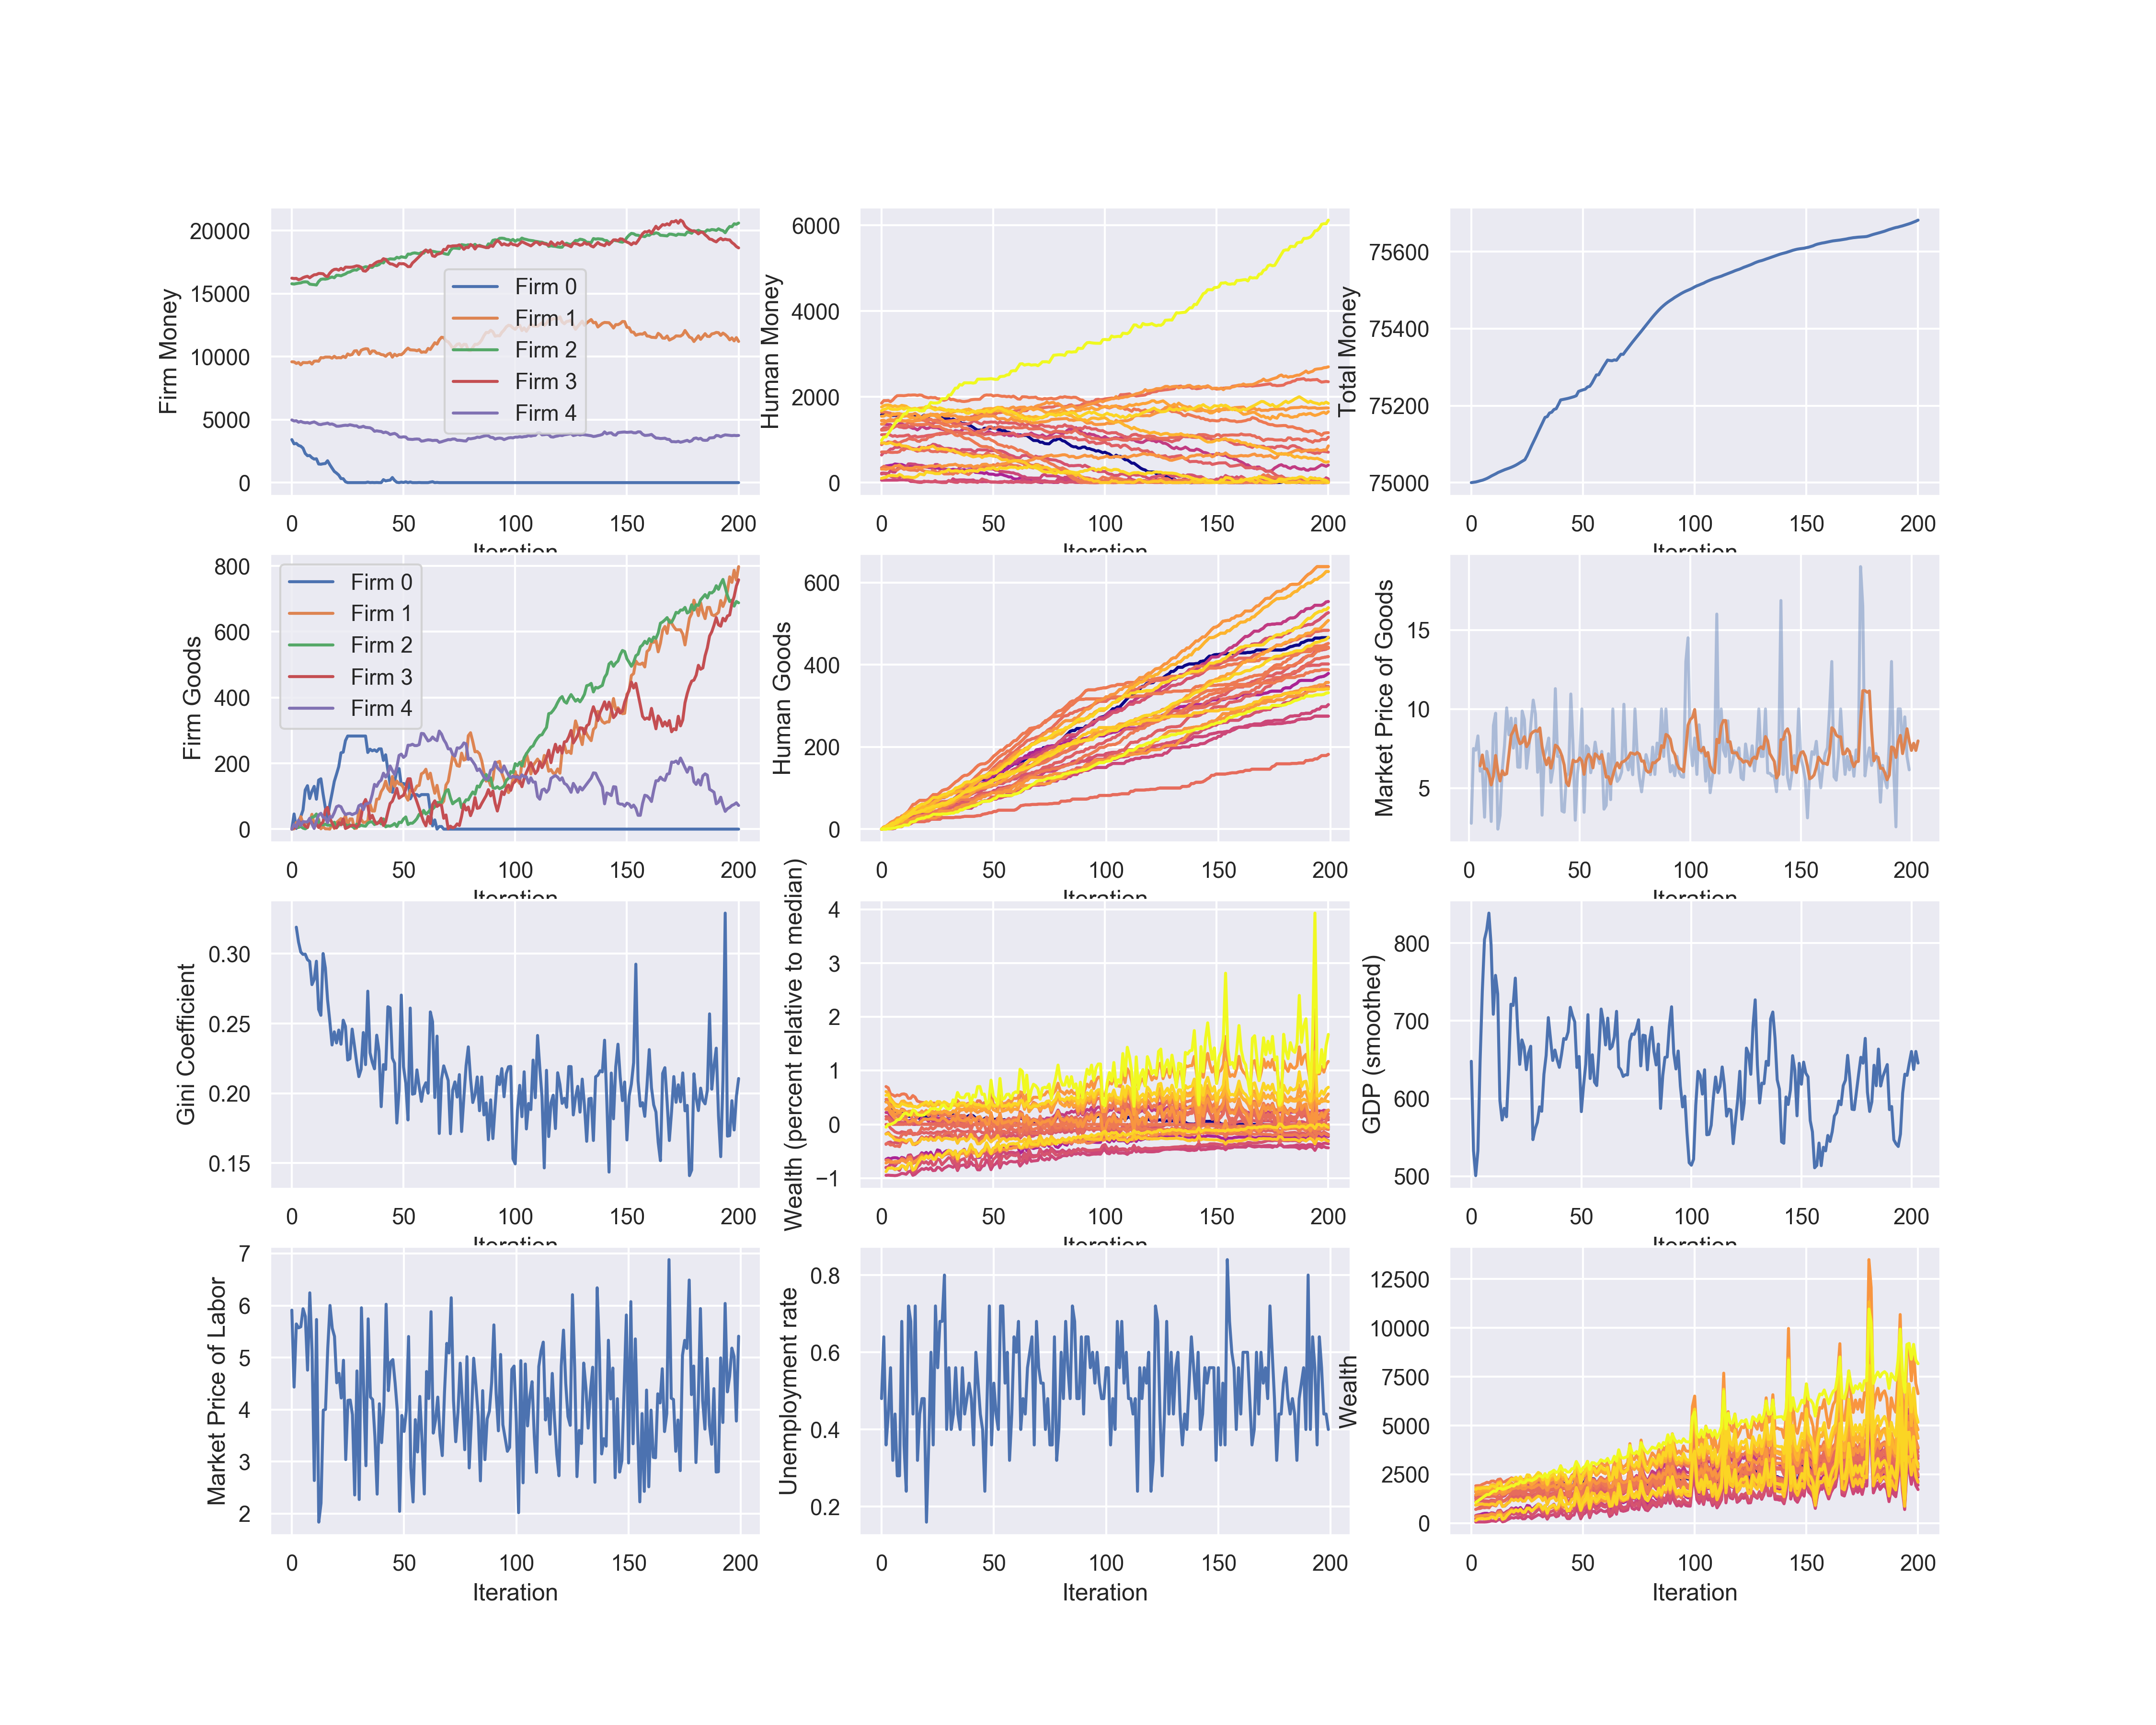 Firm Money
20000
15000
10000
5000
0
0 50 100 150 200
Iteration
Firm 0
Firm 1
Firm 2
Firm 3
Firm 4
Human Money
6000
4000
2000
0
0 50 100 150 200
Iteration
Total Money
75600
75400
75200
75000
0 50 100 150 200
Iteration
Firm Goods
800
600
400
200
0
0 50 100 150 200
Iteration
Firm 0
Firm 1
Firm 2
Firm 3
Firm 4
Human Goods
600
400
200
0
0 50 100 150 200
Iteration
Market Price of Goods
15
10
5
0 50 100 150 200
Iteration
Gini Coefficient
0.30
0.25
0.20
0.15
0 50 100 150 200
Iteration
Wealth (percent relative to median)
4
3
2
1
0
−1
0 50 100 150 200
Iteration
GDP (smoothed)
800
700
600
500
0 50 100 150 200
Iteration
Market Price of Labor
7
6
5
4
3
2
0 50 100 150 200
Iteration
Unemployment rate
0.8
0.6
0.4
0.2
0 50 100 150 200
Iteration
Wealth
12500
10000
7500
5000
2500
0
0 50 100 150 200
Iteration